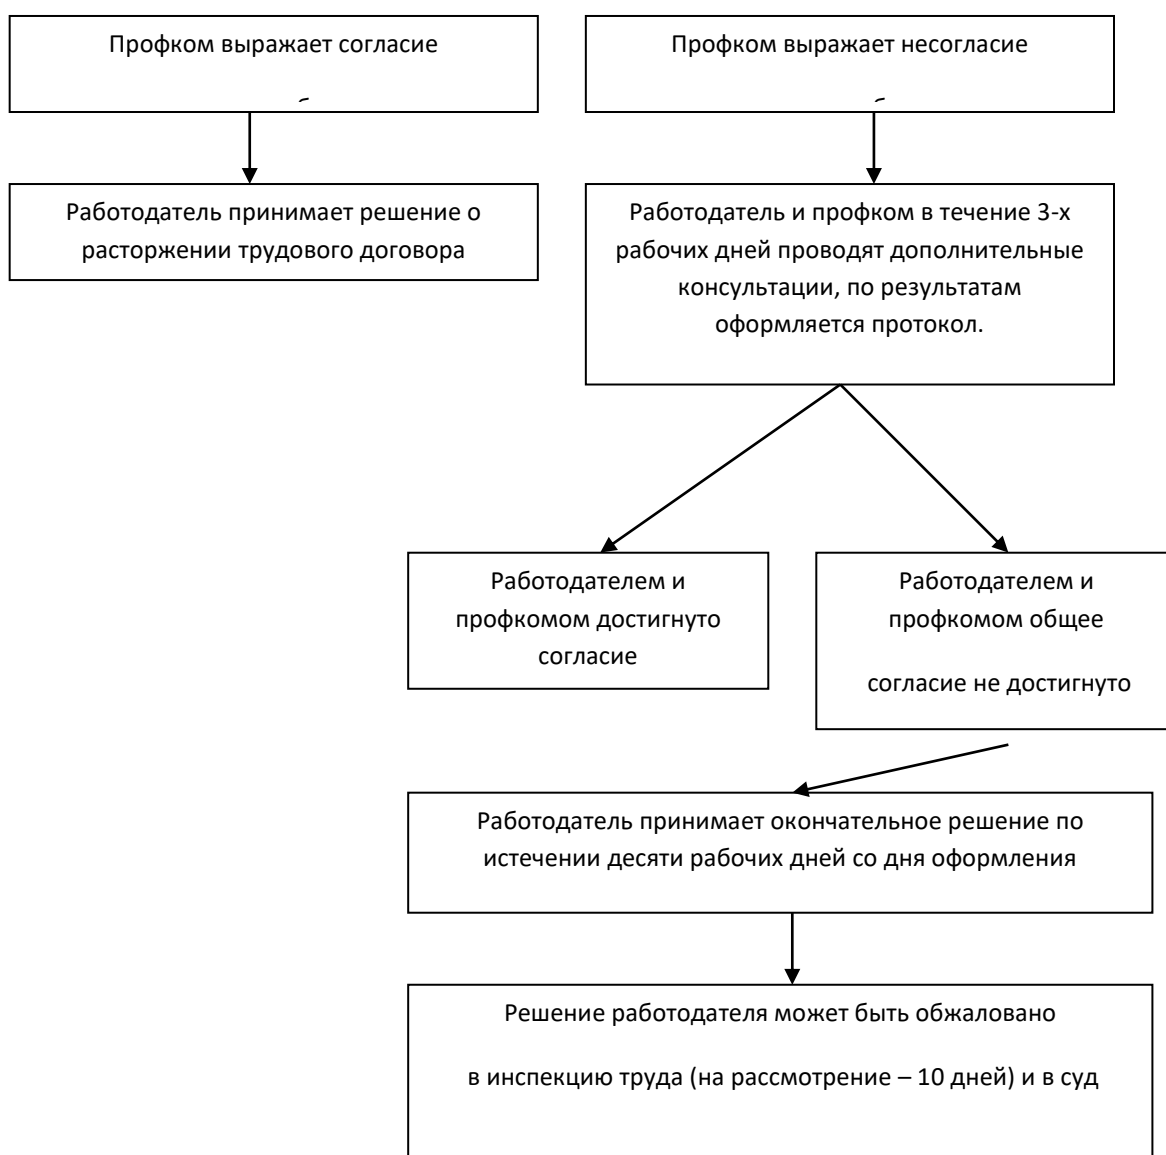 Профком выражает согласие
Профком выражает несогласие
Работодатель принимает решение о
расторжении трудового договора
Работодатель и профком в течение 3-х
рабочих дней проводят дополнительные
консультации, по результатам
оформляется протокол.
Работодателем и
профкомом достигнуто
согласие
Работодателем и
профкомом общее
согласие не достигнуто
Работодатель принимает окончательное решение по
истечении десяти рабочих дней со дня оформления
Решение работодателя может быть обжаловано
в инспекцию труда (на рассмотрение – 10 дней) и в суд